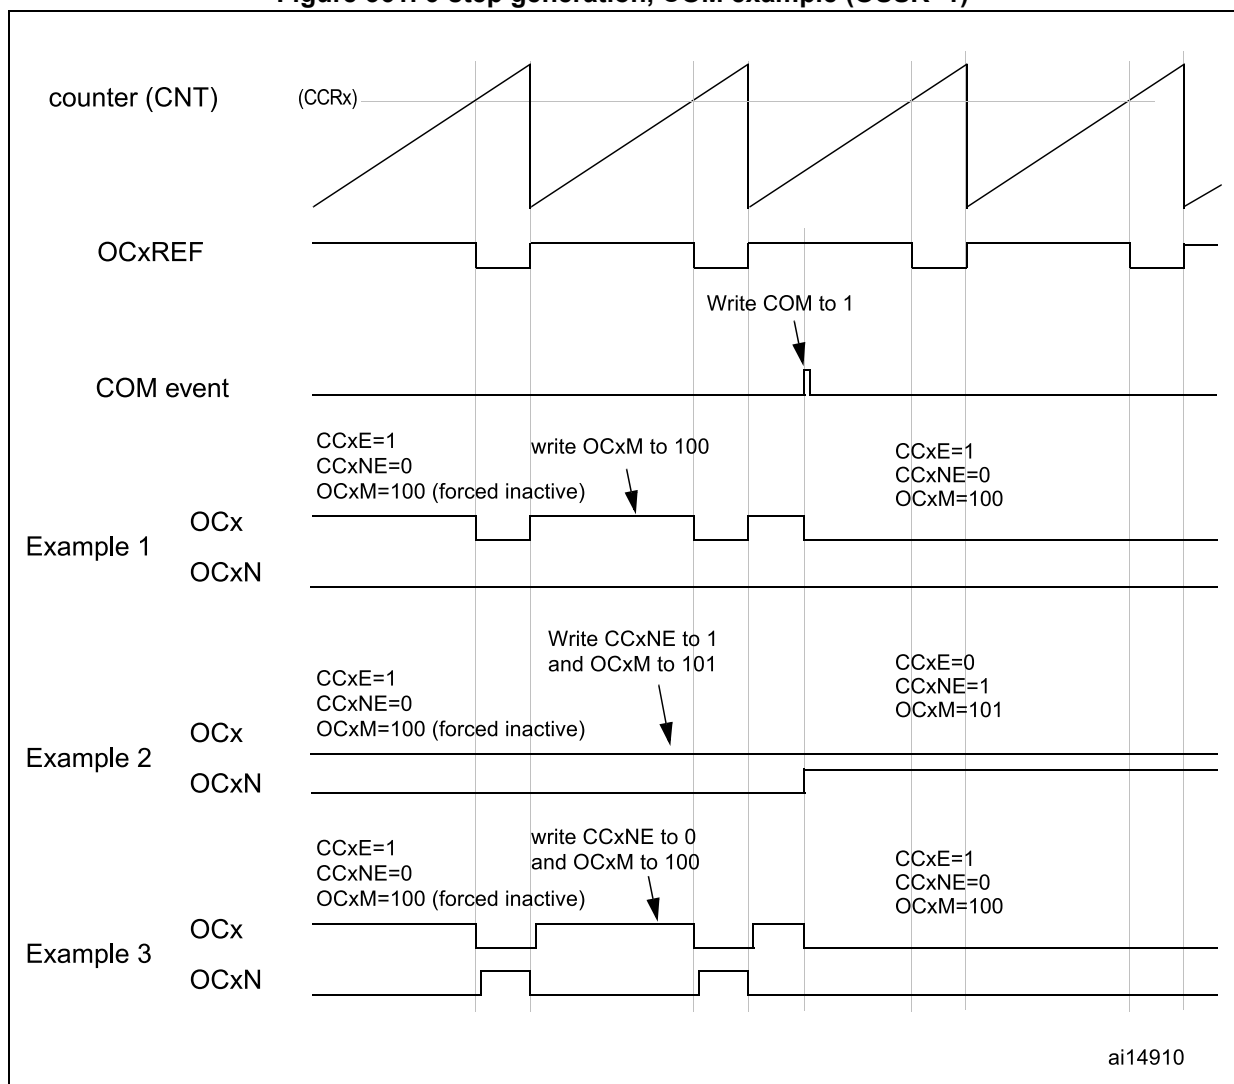 counter (CNT)
(CCRx)
OCxREF
Write COM to 1
COM event
CCxE=1
CCxNE=0
OCxM=100 (forced inactive)
write OCxM to 100
CCxE=1
CCxNE=0
OCxM=100
Example 1
OCx
OCxN
Write CCxNE to 1
and OCxM to 101
CCxE=1
CCxNE=0
OCxM=100 (forced inactive)
CCxE=0
CCxNE=1
OCxM=101
Example 2
OCx
OCxN
write CCxNE to 0
and OCxM to 100
CCxE=1
CCxNE=0
OCxM=100 (forced inactive)
CCxE=1
CCxNE=0
OCxM=100
Example 3
OCx
OCxN
ai14910